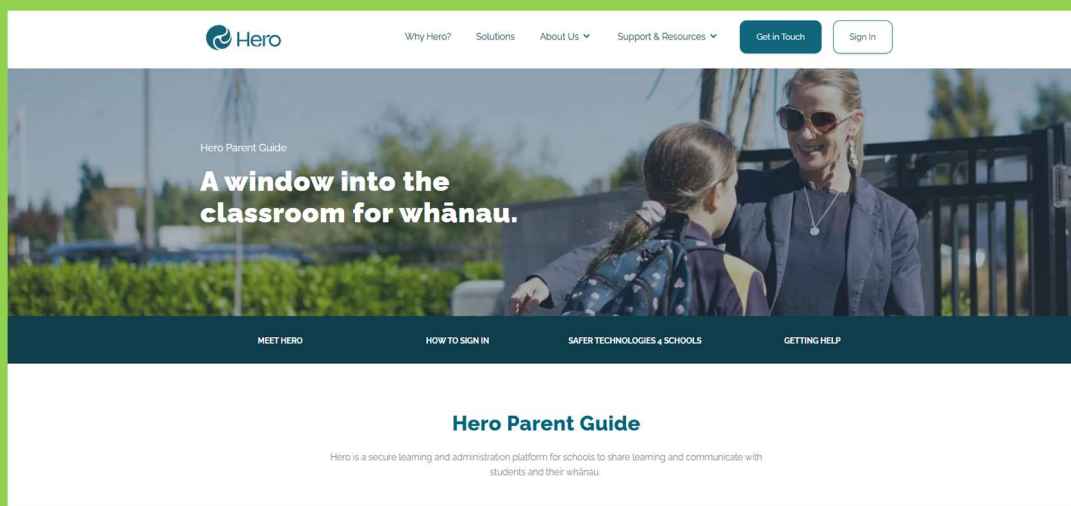 Hero
Why Hero?
Solutions
About Us
Support & Resources
Get in Touch
Sign In
Hero Parent Guide
A window into the
classroom for whānau.
MEET HERO
HOW TO SIGN IN
SAFER TECHNOLOGIES 4 SCHOOLS
GETTING HELP
Hero Parent Guide
Hero is a secure learning and administration platform for schools to share learning and communicate with
students and their whānau.